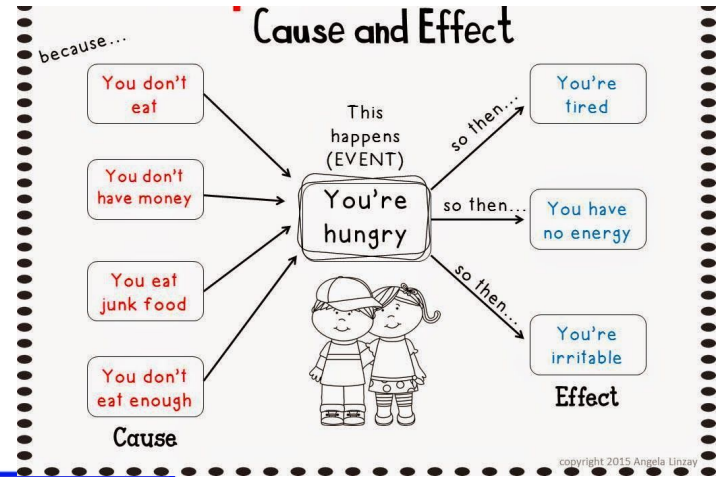 Cause and Effect
because...
You don't
eat
You don't
have money
You eat
junk food
You don't
eat enough
Cause
This
happens
(EVENT)
You're
hungry
so then...
You're
tired
so then...
You have
no energy
so then...
You're
irritable
Effect
copyright 2015 Angela Linzay